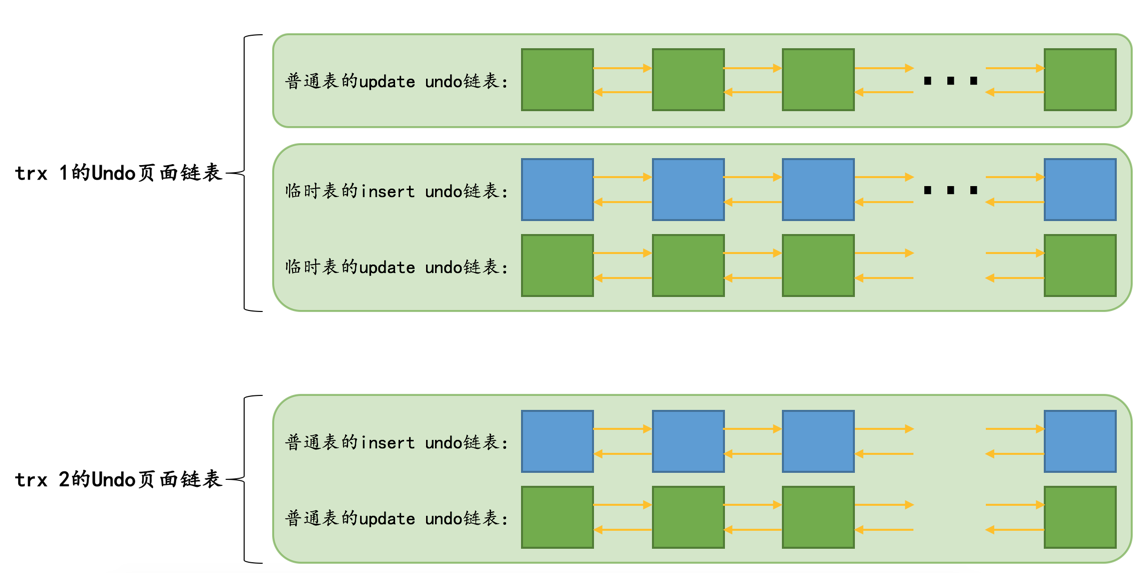 普通表的update undo链表：
trx 1的Undo页面链表
临时表的insert undo链表：
临时表的update undo链表：
普通表的insert undo链表：
trx 2的Undo页面链表
普通表的update undo链表：